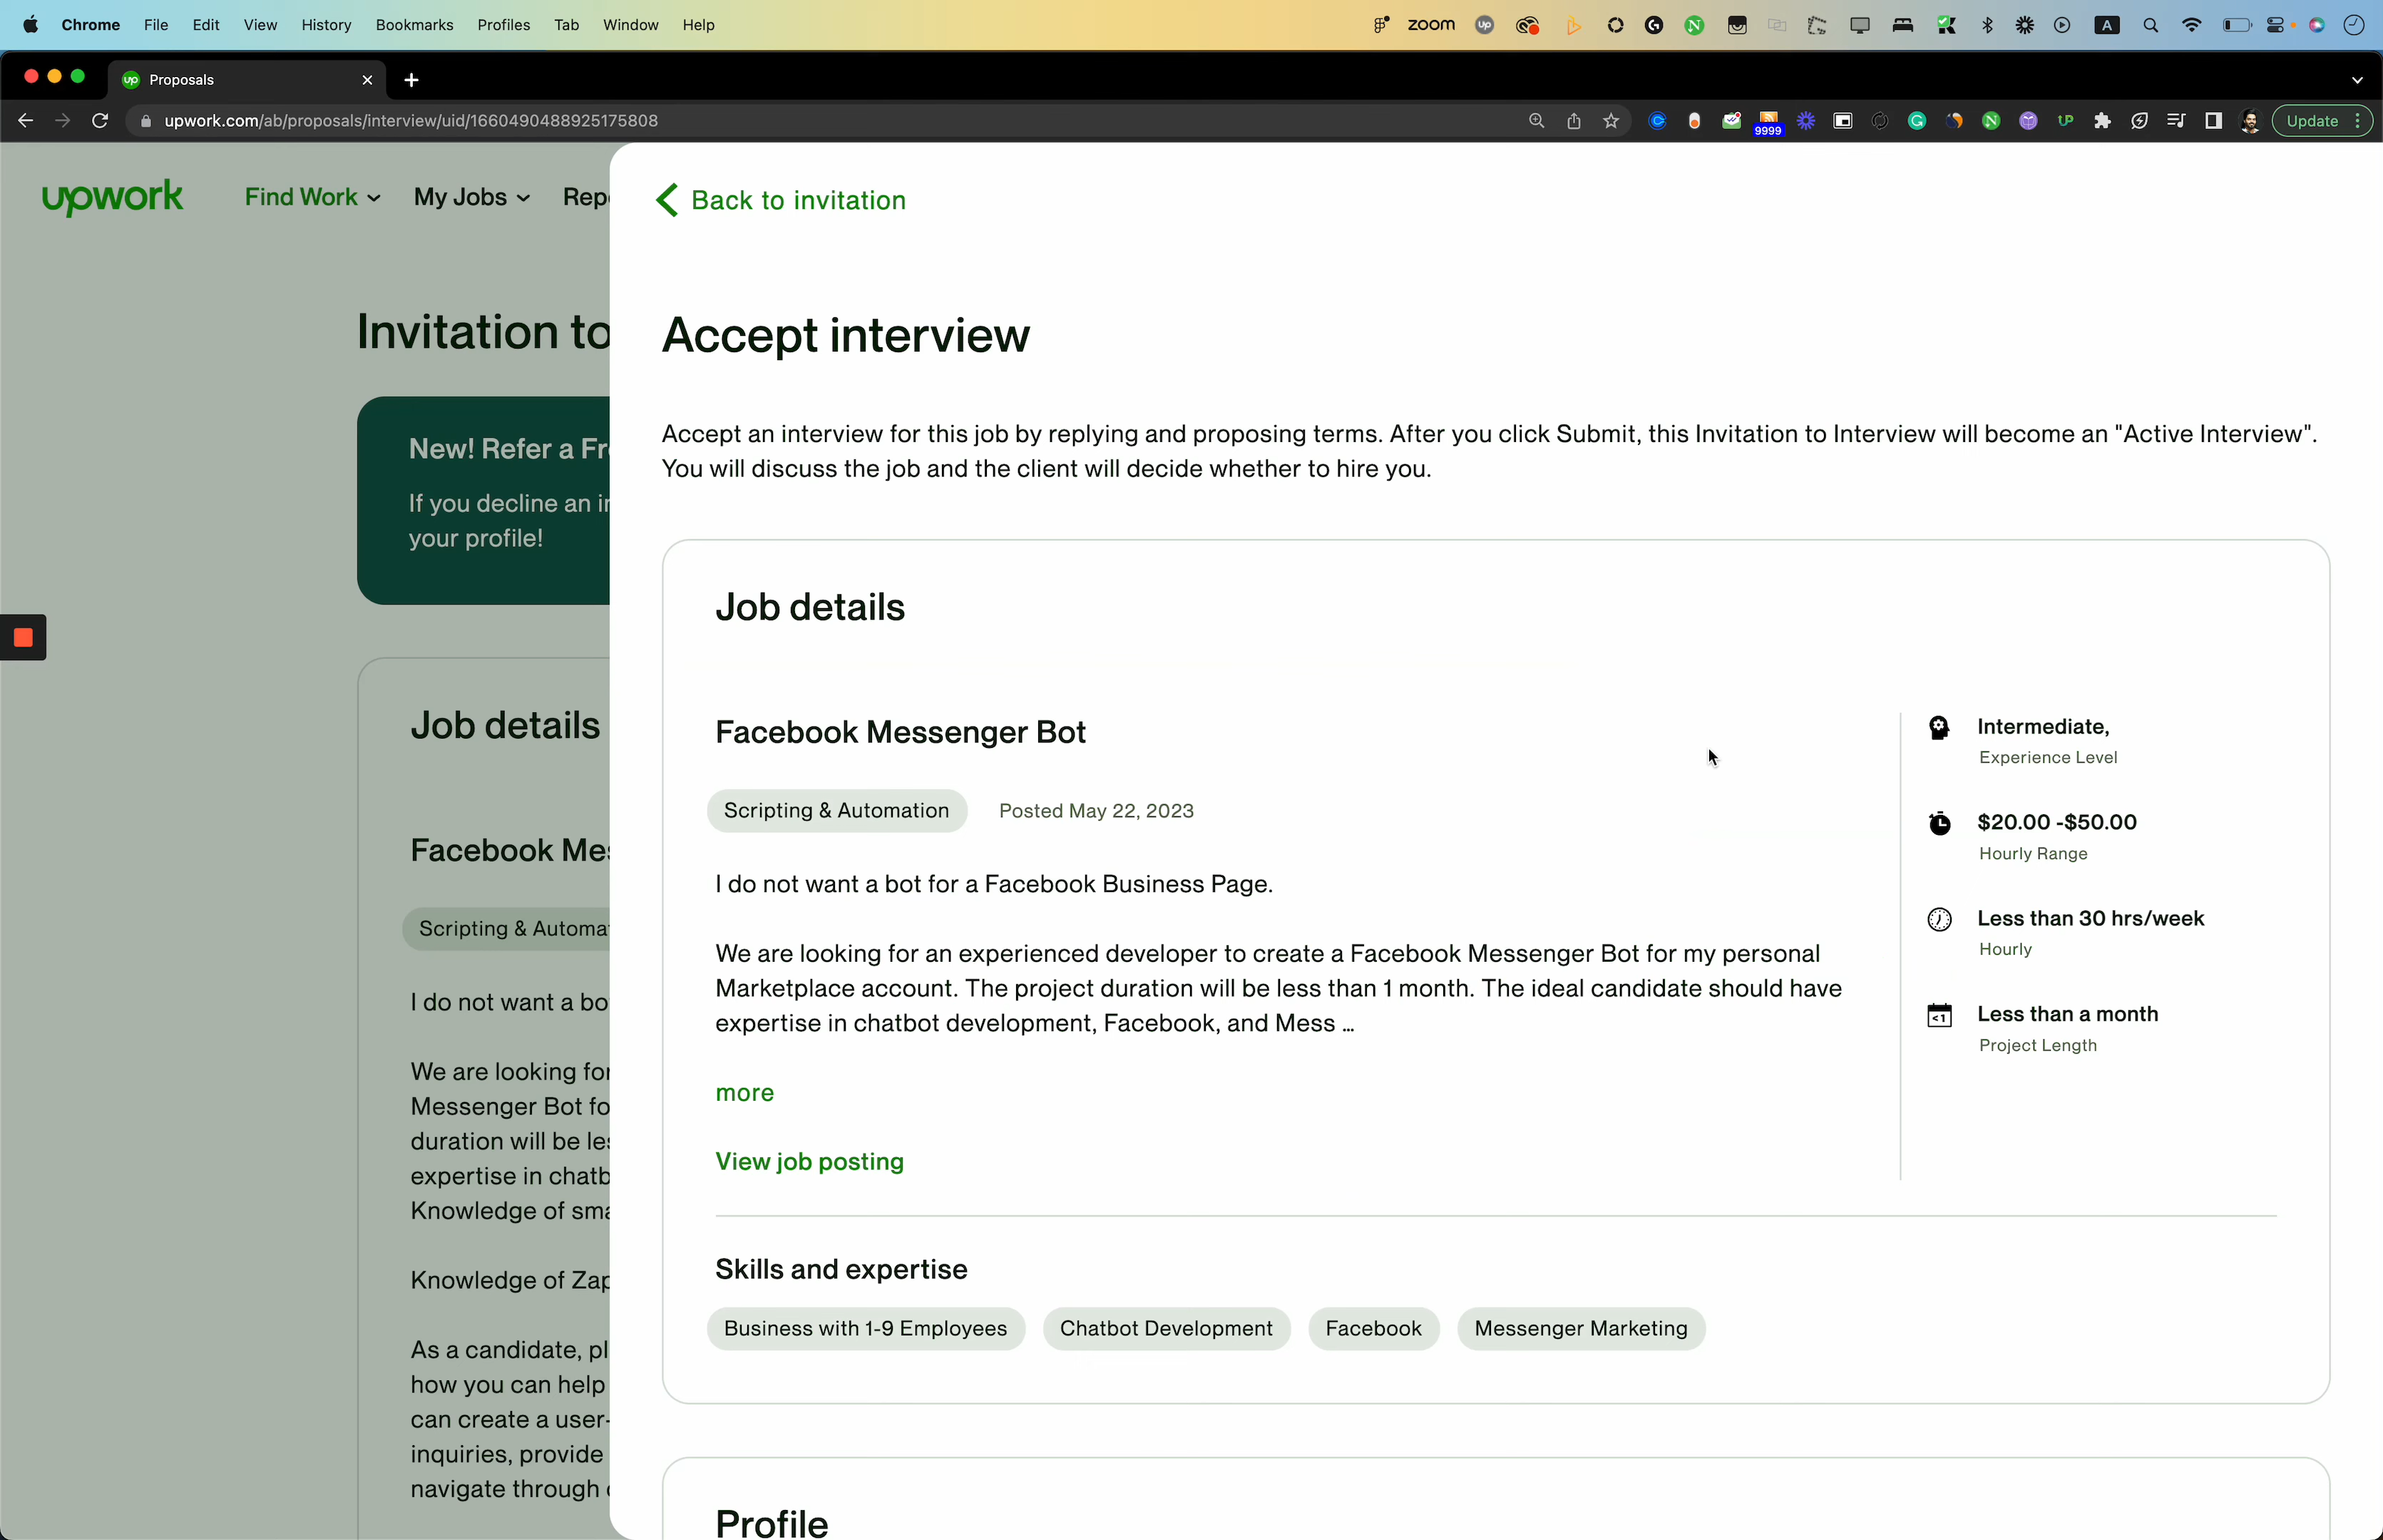 Chrome File Edit View History Bookmarks Profiles Tab Window Help zoom up A
up Proposals
upwork.com/ab/proposals/interview/uid/1660490488925175808 9999 UP Update
upwork Find Work My Jobs Rep
Invitation to
New! Refer a Fr
If you decline an i
your profile!
Job details
Facebook Mes
Scripting & Automa
I do not want a bo
We are looking for
Messenger Bot fo
duration will be les
expertise in chatb
Knowledge of sma
Knowledge of Zap
As a candidate, pl
how you can help
can create a user-
inquiries, provide
navigate through
Back to invitation
Accept interview
Accept an interview for this job by replying and proposing terms. After you click Submit, this Invitation to Interview will become an "Active Interview".
You will discuss the job and the client will decide whether to hire you.
Job details
Facebook Messenger Bot
Scripting & Automation Posted May 22, 2023
I do not want a bot for a Facebook Business Page.
We are looking for an experienced developer to create a Facebook Messenger Bot for my personal
Marketplace account. The project duration will be less than 1 month. The ideal candidate should have
expertise in chatbot development, Facebook, and Mess ...
more
View job posting
Intermediate,
Experience Level
$20.00 -$50.00
Hourly Range
Less than 30 hrs/week
Hourly
<1 Less than a month
Project Length
Skills and expertise
Business with 1-9 Employees Chatbot Development Facebook Messenger Marketing
Profile